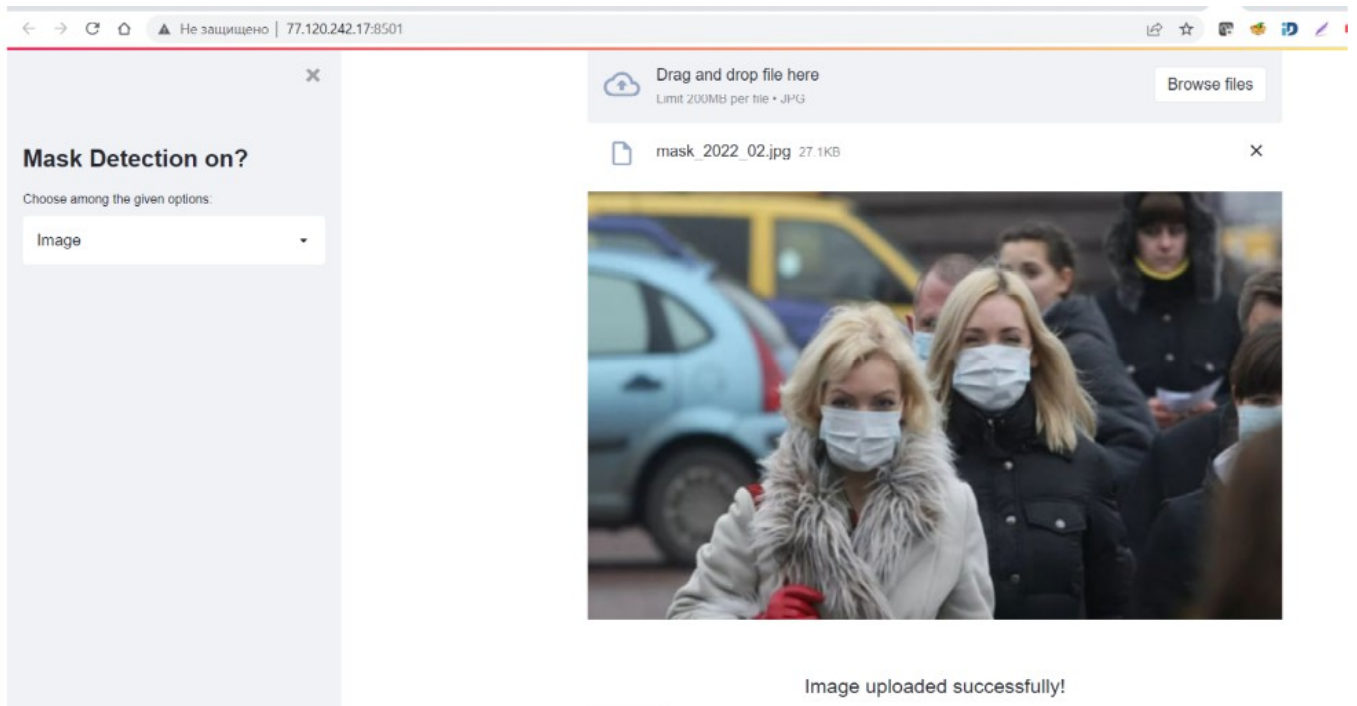 Не защищено | 77.120.242.17:8501
Mask Detection on?
Choose among the given options:
Image
Drag and drop file here
Limit 200MB per file • JPG
Browse files
mask_2022_02.jpg 27.1KB
Image uploaded successfully!